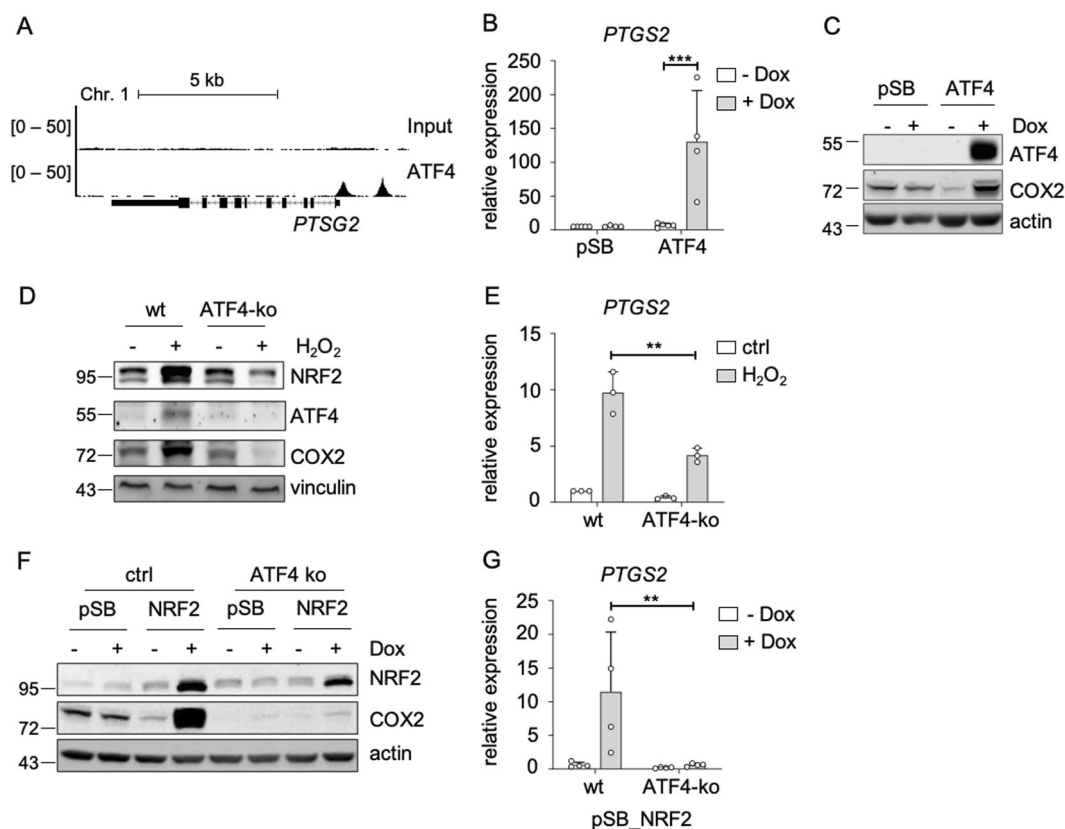 A
5 kb
Chr. 1
[0 – 50]
Input
[0 – 50]
ATF4
PTSG2
B
PTGS2
relative expression
250
200
150
100
50
0
***
- Dox
+ Dox
pSB
ATF4
C
pSB ATF4
- + - + Dox
55
ATF4
72
COX2
43
actin
D
wt ATF4-ko
- + - + H₂O₂
95
NRF2
55
ATF4
72
COX2
43
vinculin
E
PTGS2
relative expression
15
10
5
0
**
ctrl
H₂O₂
wt
ATF4-ko
F
ctrl ATF4 ko
pSB NRF2 pSB NRF2
- + - + - + - + Dox
95
NRF2
72
COX2
43
actin
G
PTGS2
relative expression
25
20
15
10
5
0
**
- Dox
+ Dox
wt
ATF4-ko
pSB_NRF2